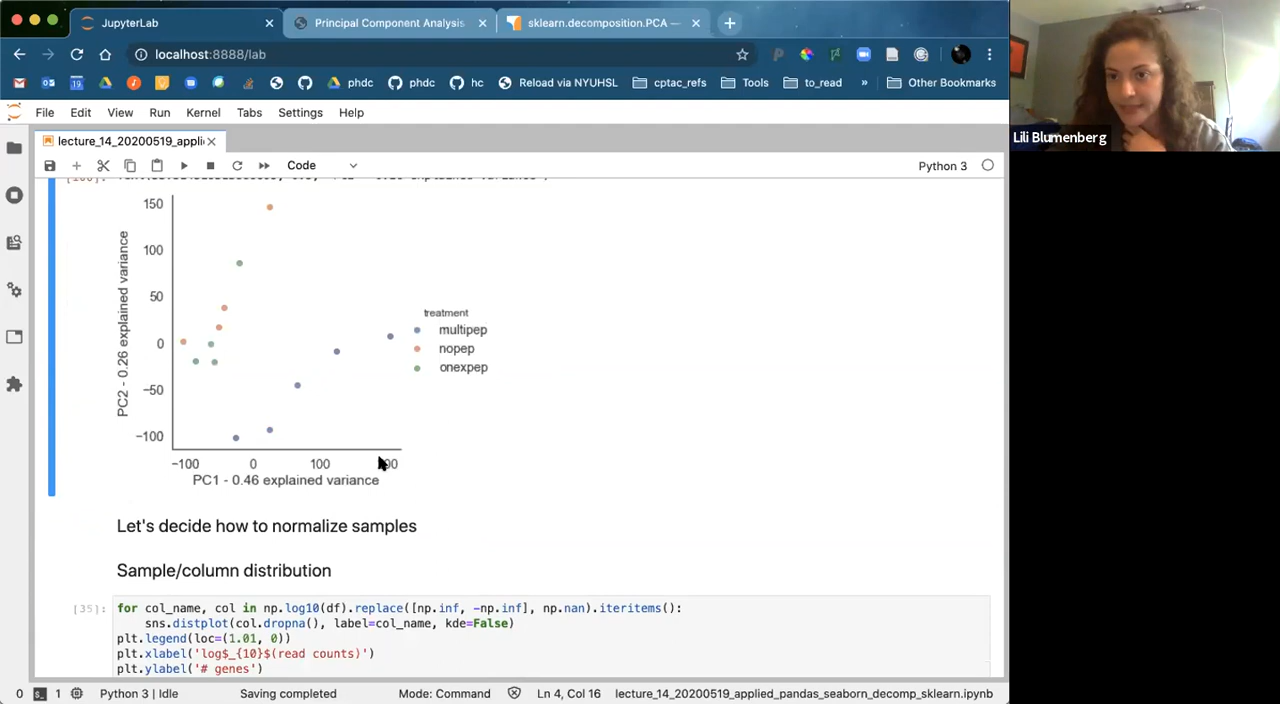 JupyterLab
Principal Component Analysis
sklearn.decomposition.PCA —
localhost:8888/lab
phdc
phdc
hc
Reload via NYUHSL
cptac_refs
Tools
to_read
»
Other Bookmarks
File Edit View Run Kernel Tabs Settings Help
lecture_14_20200519_appli
Code
Python 3
Lili Blumenberg
150
100
50
0
−50
−100
PC2 - 0.26 explained variance
treatment
multipep
nopep
onexpep
−100 0 100
PC1 - 0.46 explained variance
Let's decide how to normalize samples
Sample/column distribution
[35]:
for col_name, col in np.log10(df).replace([np.inf, -np.inf], np.nan).iteritems():
    sns.distplot(col.dropna(), label=col_name, kde=False)
plt.legend(loc=(1.01, 0))
plt.xlabel('log$_{10}$(read counts)')
plt.ylabel('# genes')
0 1 Python 3 | Idle Saving completed Mode: Command Ln 4, Col 16 lecture_14_20200519_applied_pandas_seaborn_decomp_sklearn.ipynb